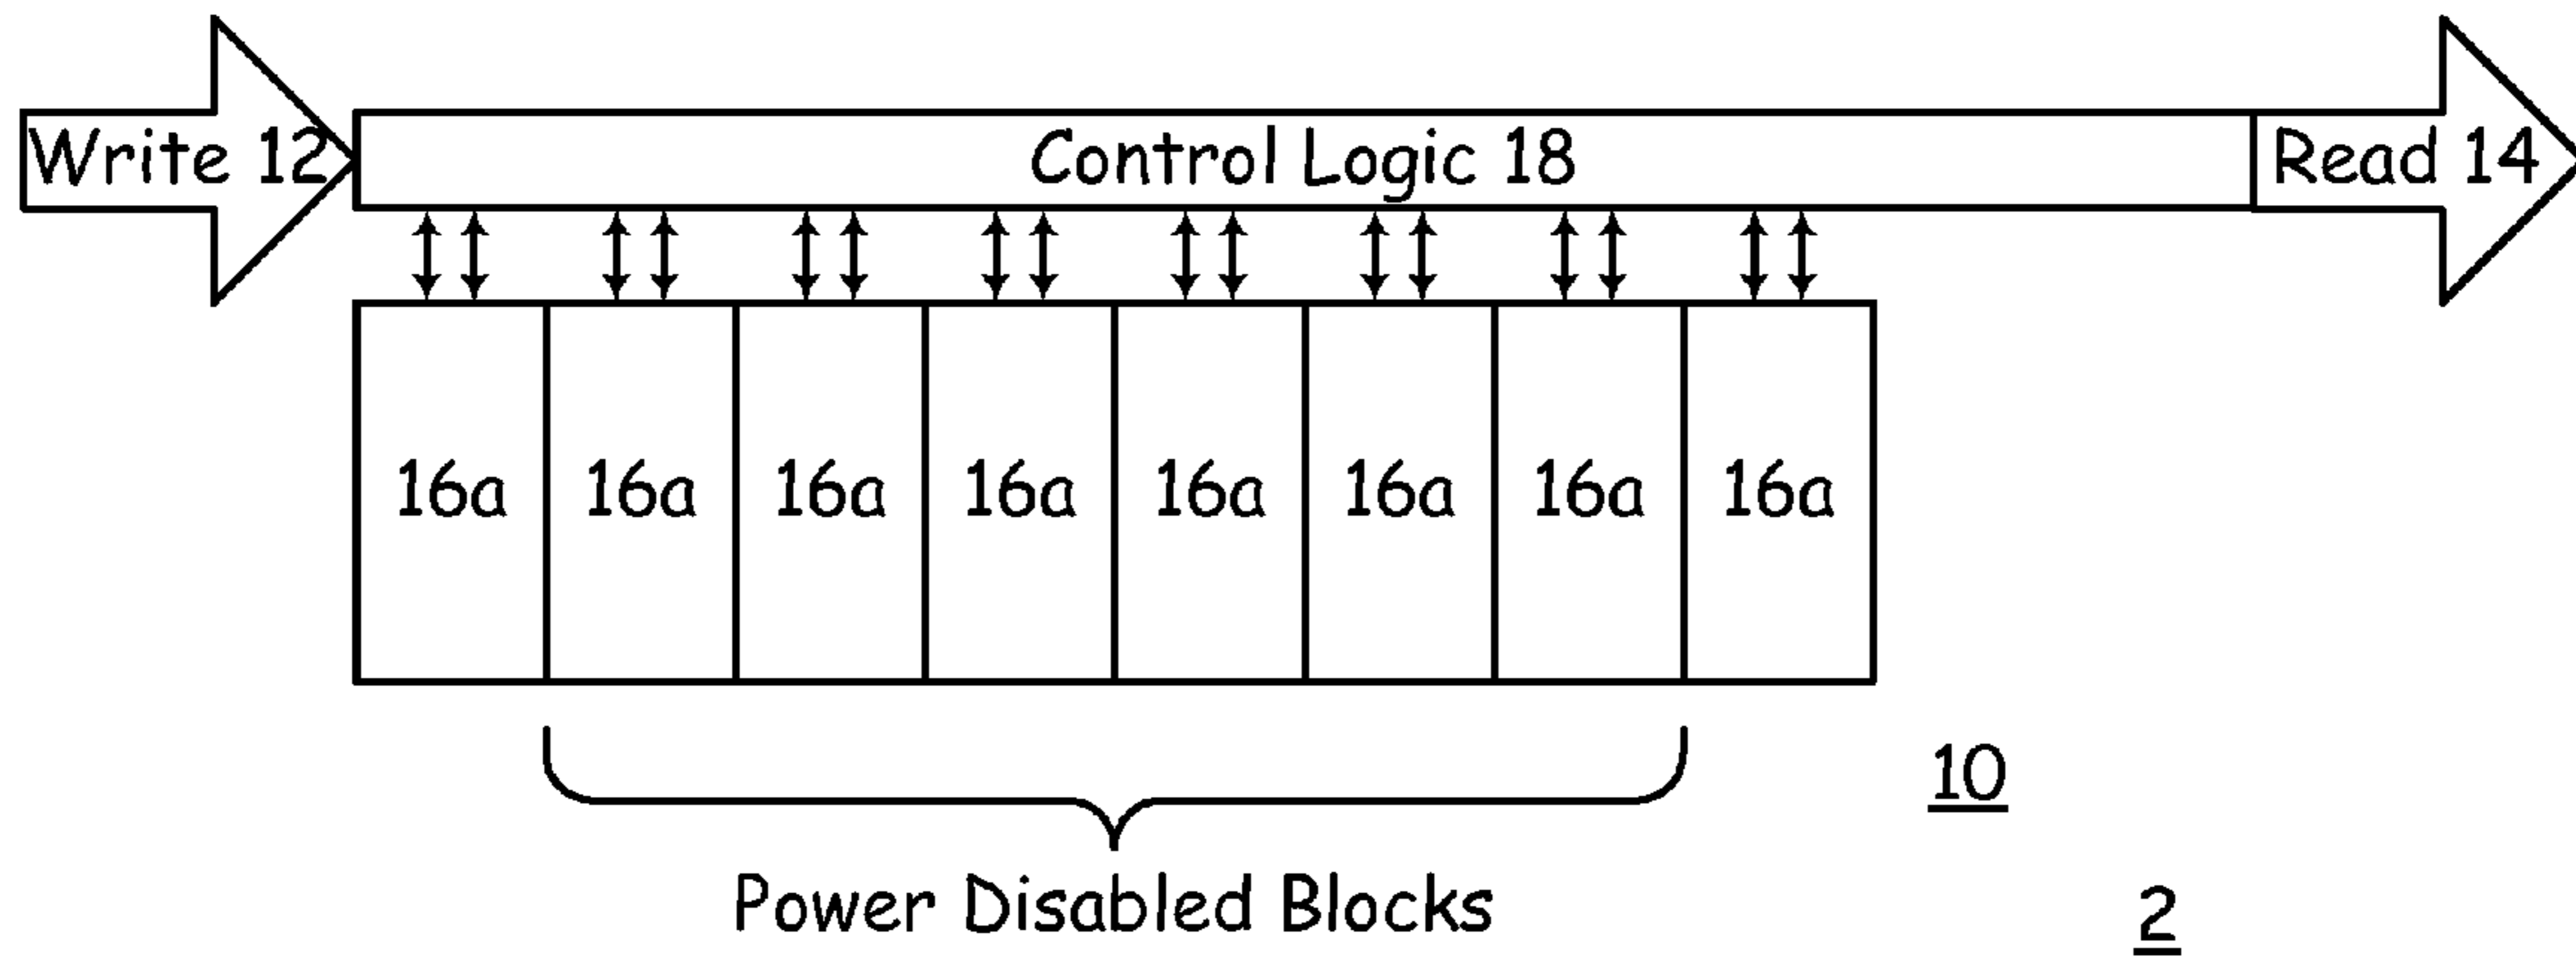 Write 12 Control Logic 18 Read 14
16a 16a 16a 16a 16a 16a 16a 16a
10
Power Disabled Blocks
2